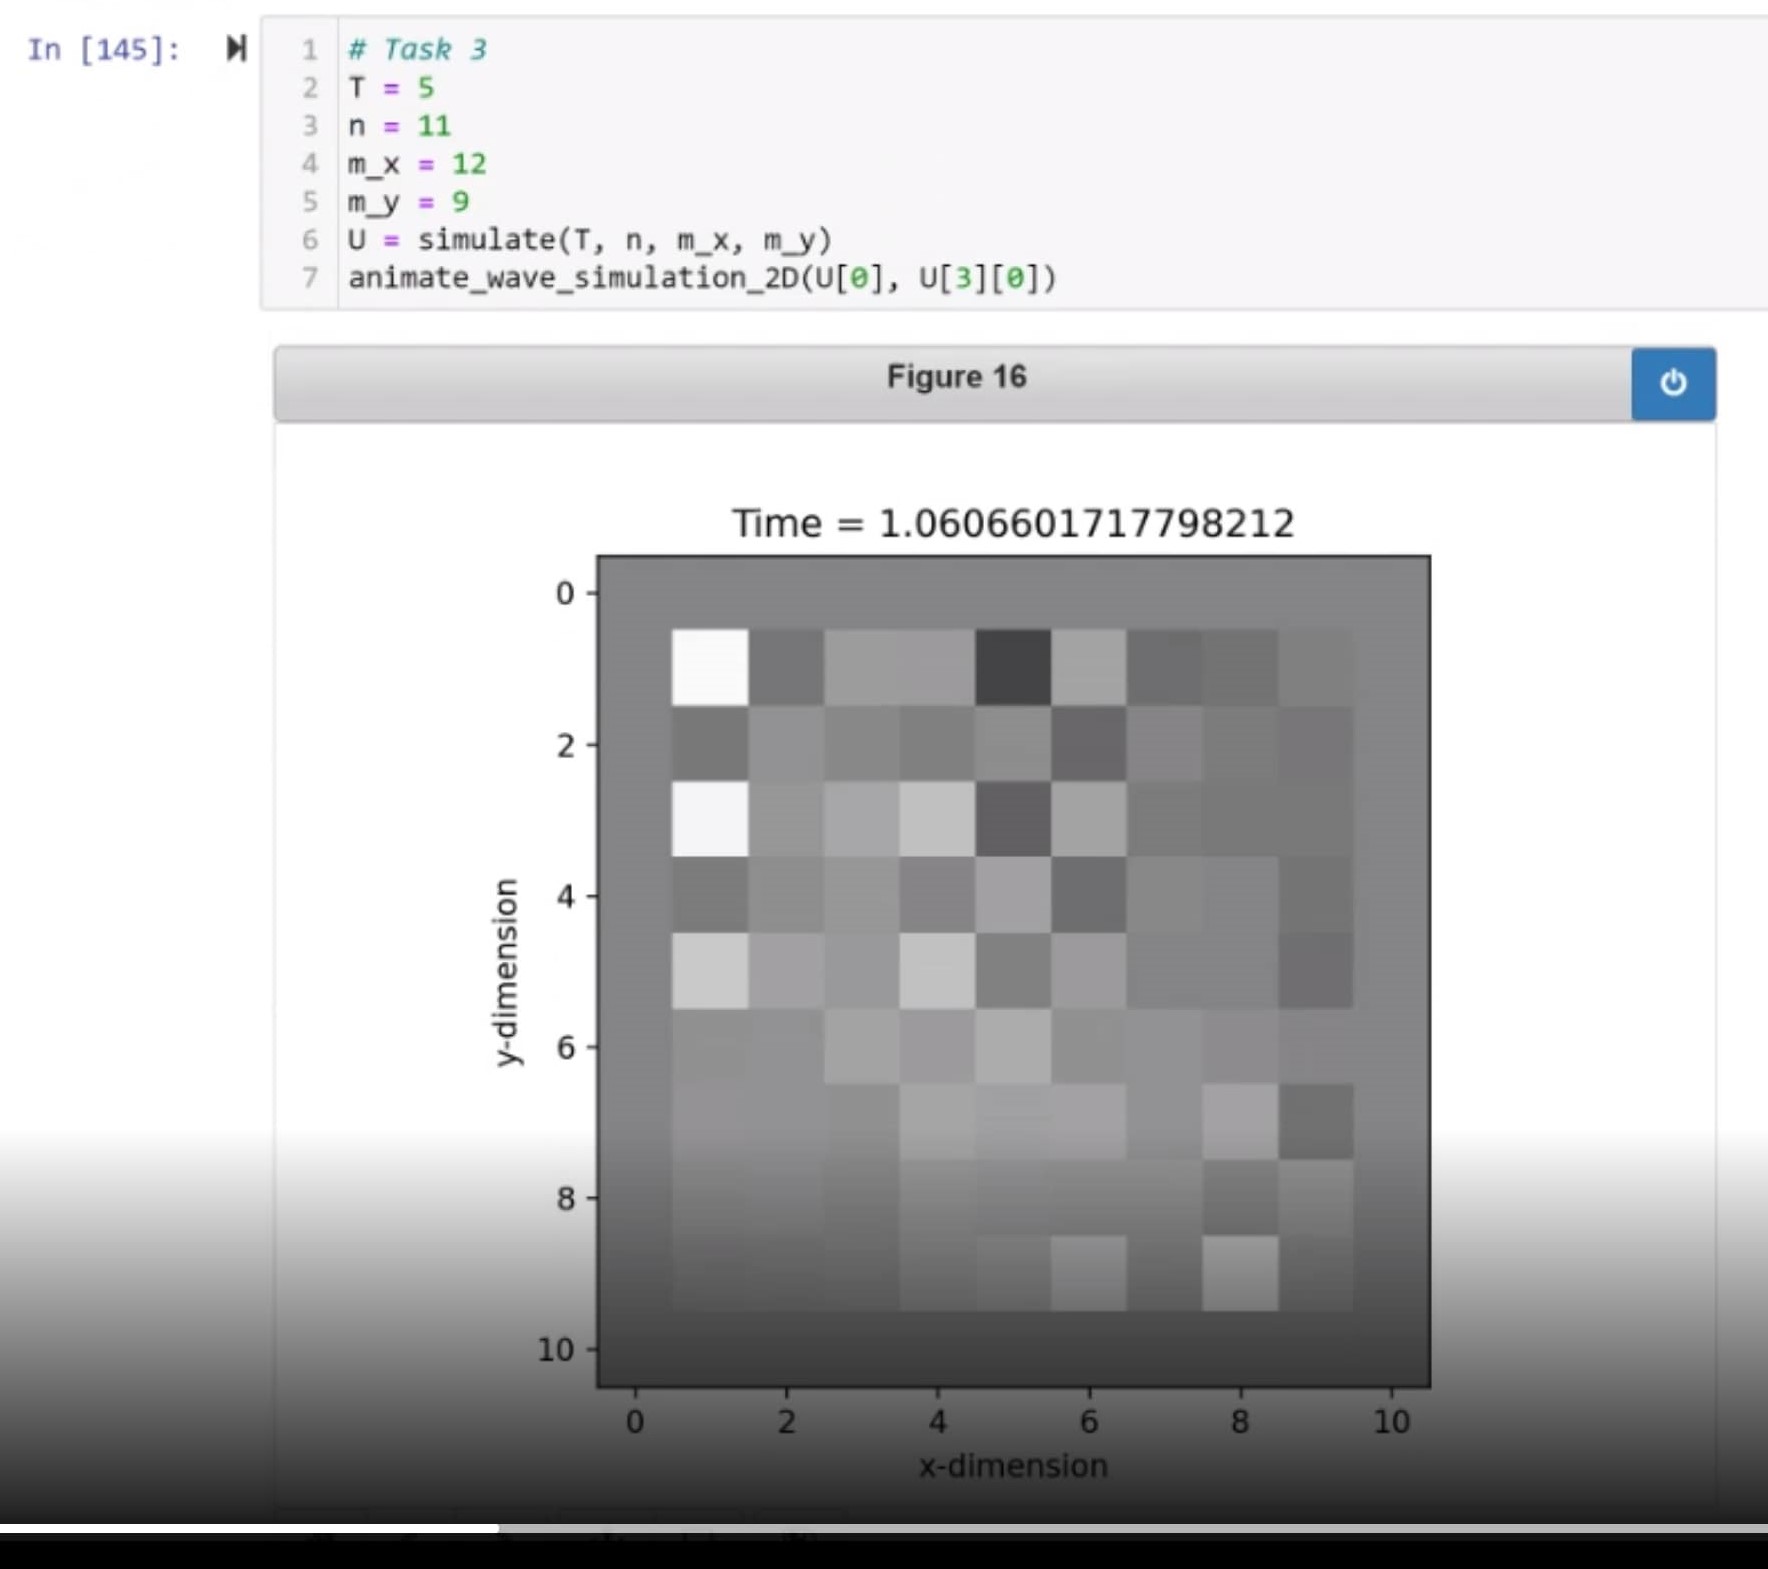 In [145]:
1 # Task 3
2 T = 5
3 n = 11
4 m_x = 12
5 m_y = 9
6 U = simulate(T, n, m_x, m_y)
7 animate_wave_simulation_2D(U[0], U[3][0])
Figure 16
Time = 1.0606601717798212
y-dimension
0
2
4
6
8
10
0 2 4 6 8 10
x-dimension